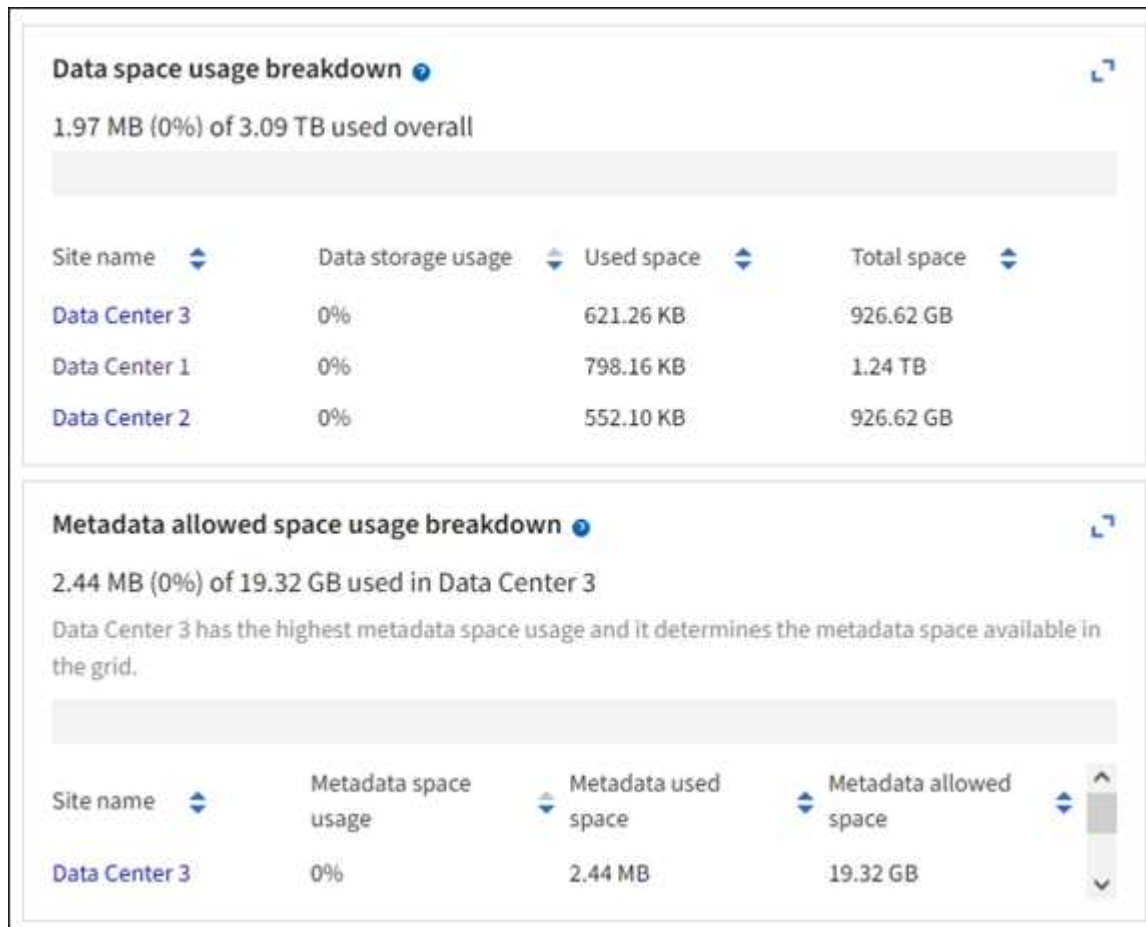 Data space usage breakdown ?
1.97 MB (0%) of 3.09 TB used overall
Site name Data storage usage Used space Total space
Data Center 3 0% 621.26 KB 926.62 GB
Data Center 1 0% 798.16 KB 1.24 TB
Data Center 2 0% 552.10 KB 926.62 GB
Metadata allowed space usage breakdown ?
2.44 MB (0%) of 19.32 GB used in Data Center 3
Data Center 3 has the highest metadata space usage and it determines the metadata space available in
the grid.
Site name Metadata space usage Metadata used space Metadata allowed space
Data Center 3 0% 2.44 MB 19.32 GB